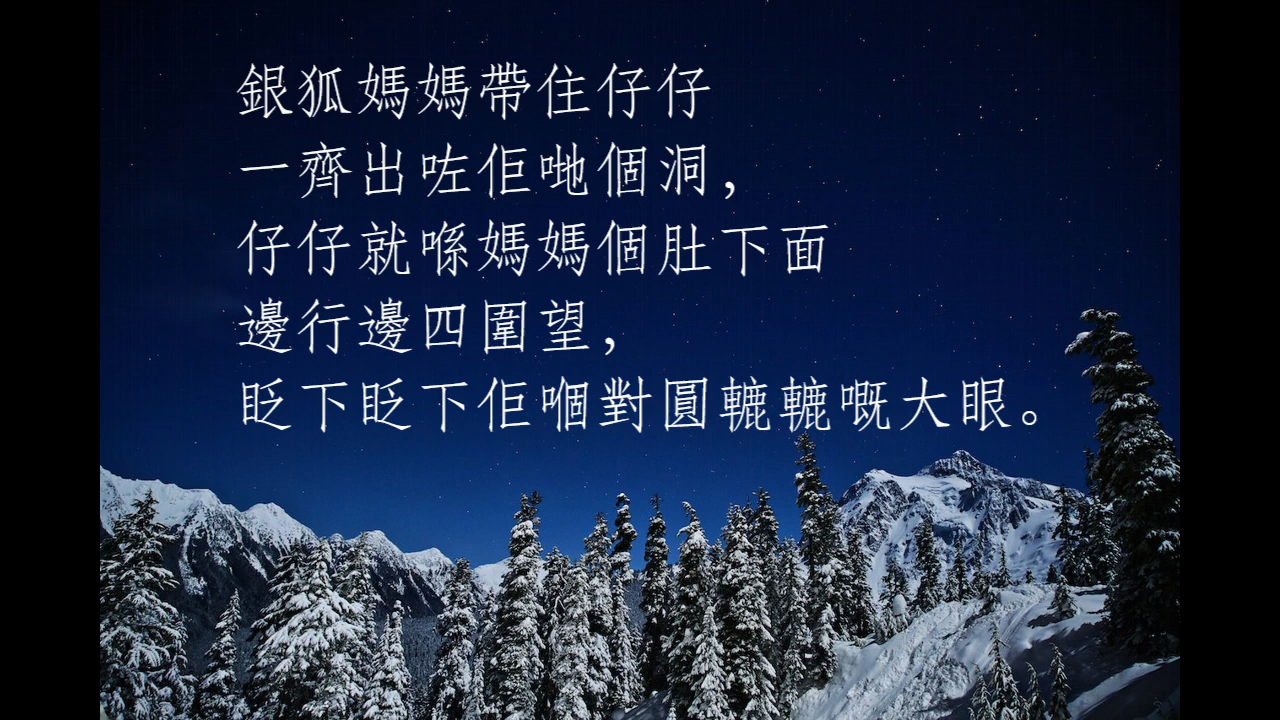 銀狐媽媽帶住仔仔
一齊出咗佢哋個洞，
仔仔就喺媽媽個肚下面
邊行邊四圍望，
眨下眨下佢嗰對圓轆轆嘅大眼。